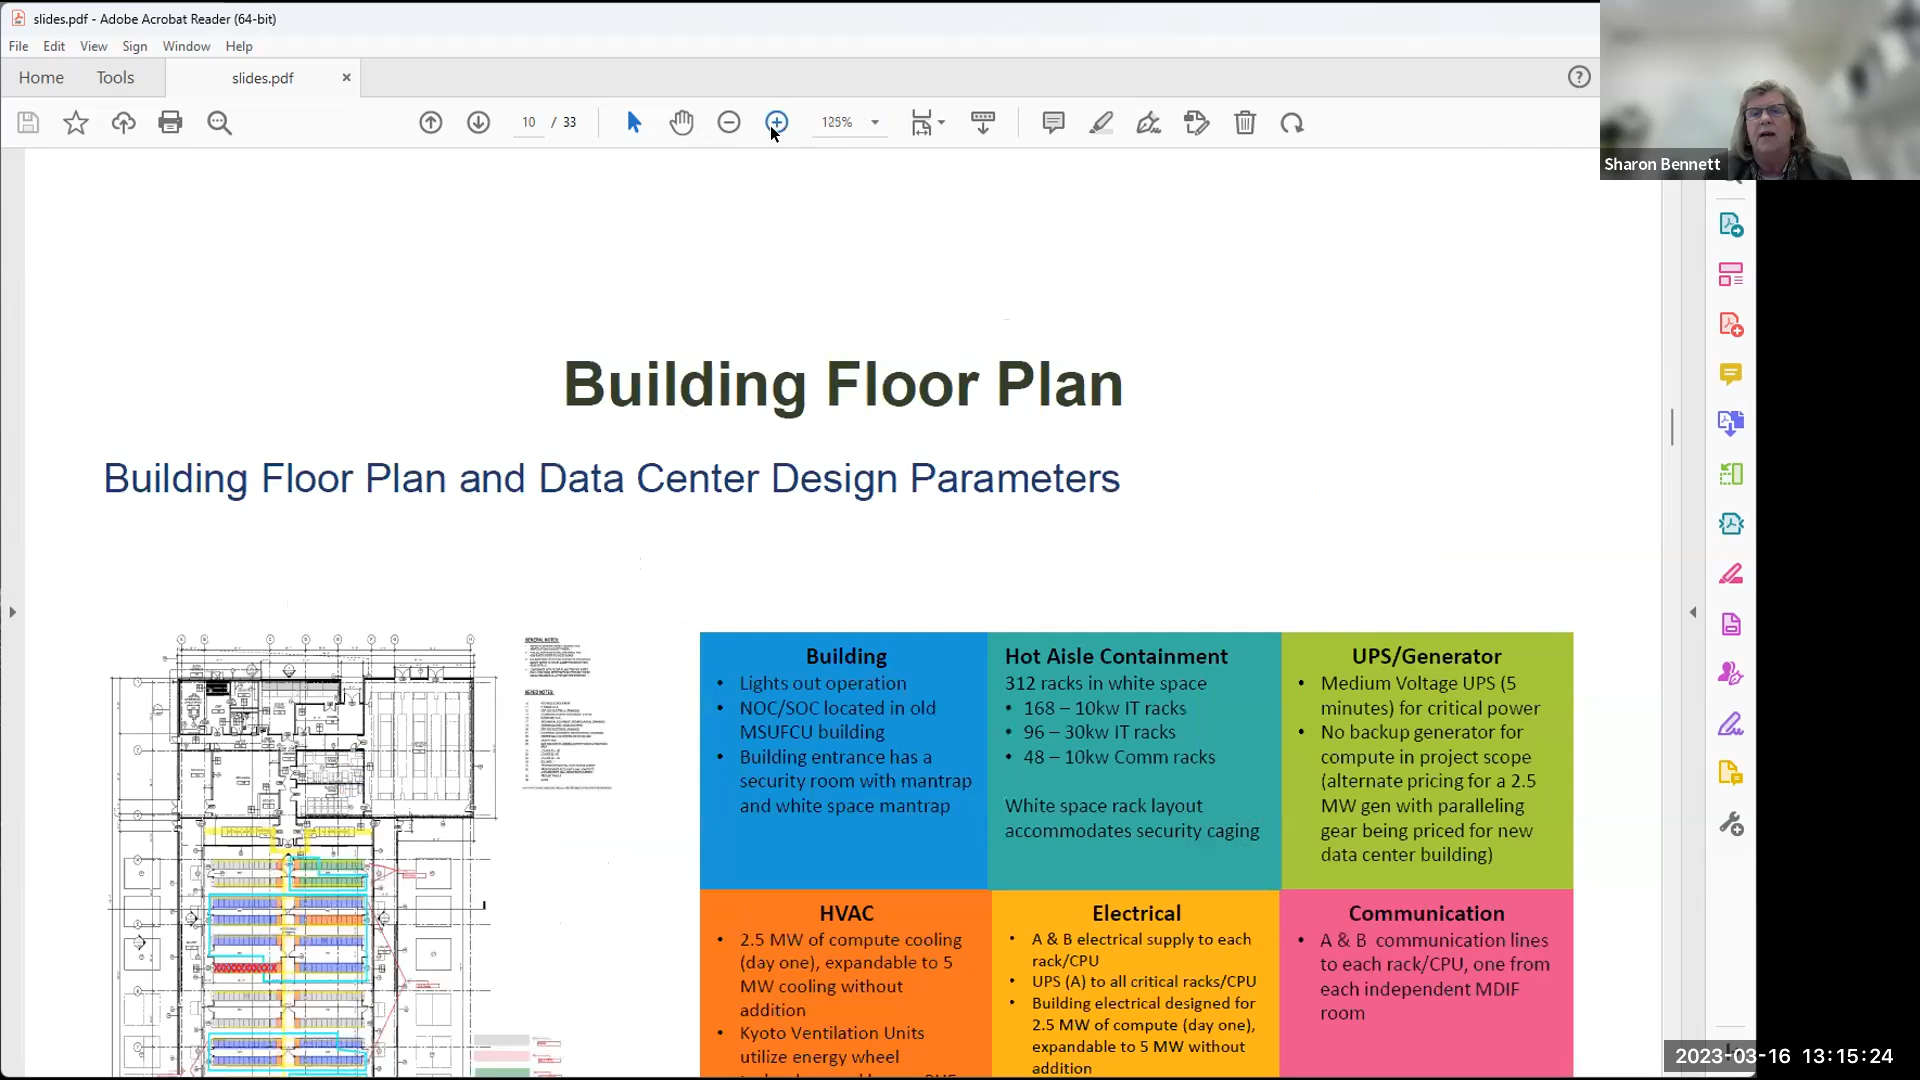 slides.pdf - Adobe Acrobat Reader (64-bit)
File Edit View Sign Window Help
Home Tools slides.pdf
10 / 33 125%
Sharon Bennett
Building Floor Plan
Building Floor Plan and Data Center Design Parameters
GENERAL NOTES:
KEYED NOTES:
Building
• Lights out operation
• NOC/SOC located in old
MSUFCU building
• Building entrance has a
security room with mantrap
and white space mantrap
Hot Aisle Containment
312 racks in white space
• 168 – 10kw IT racks
• 96 – 30kw IT racks
• 48 – 10kw Comm racks
White space rack layout
accommodates security caging
UPS/Generator
• Medium Voltage UPS (5
minutes) for critical power
• No backup generator for
compute in project scope
(alternate pricing for a 2.5
MW gen with paralleling
gear being priced for new
data center building)
HVAC
• 2.5 MW of compute cooling
(day one), expandable to 5
MW cooling without
addition
• Kyoto Ventilation Units
utilize energy wheel
Electrical
• A & B electrical supply to each
rack/CPU
• UPS (A) to all critical racks/CPU
• Building electrical designed for
2.5 MW of compute (day one),
expandable to 5 MW without
addition
Communication
• A & B communication lines
to each rack/CPU, one from
each independent MDIF
room
2023-03-16 13:15:24